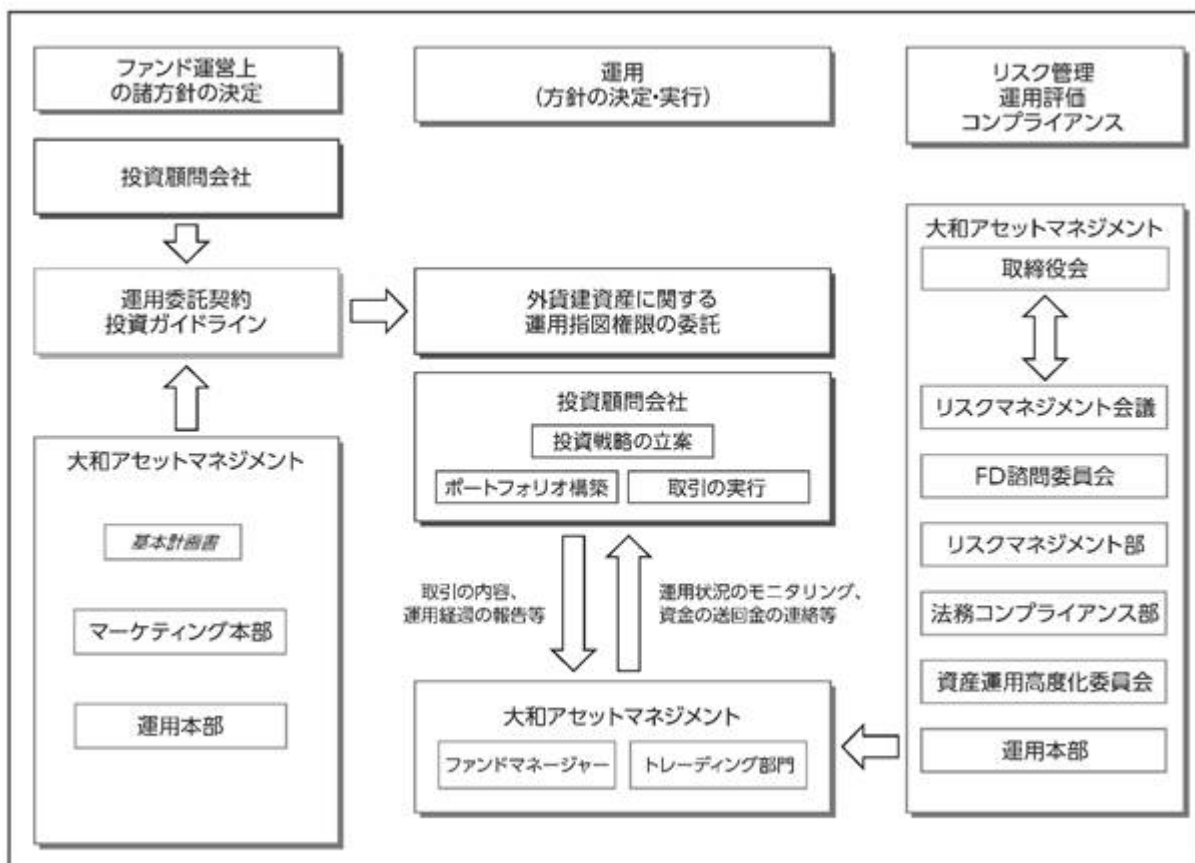 ファンド運営上
の諸方針の決定
運用
(方針の決定・実行)
リスク管理
運用評価
コンプライアンス
投資顧問会社
運用委託契約
投資ガイドライン
外貨建資産に関する
運用指図権限の委託
大和アセットマネジメント
基本計画書
マーケティング本部
運用本部
投資顧問会社
投資戦略の立案
ポートフォリオ構築
取引の実行
取引の内容、
運用経過の報告等
運用状況のモニタリング、
資金の送回金の連絡等
大和アセットマネジメント
ファンドマネージャー
トレーディング部門
大和アセットマネジメント
取締役会
リスクマネジメント会議
FD諮問委員会
リスクマネジメント部
法務コンプライアンス部
資産運用高度化委員会
運用本部